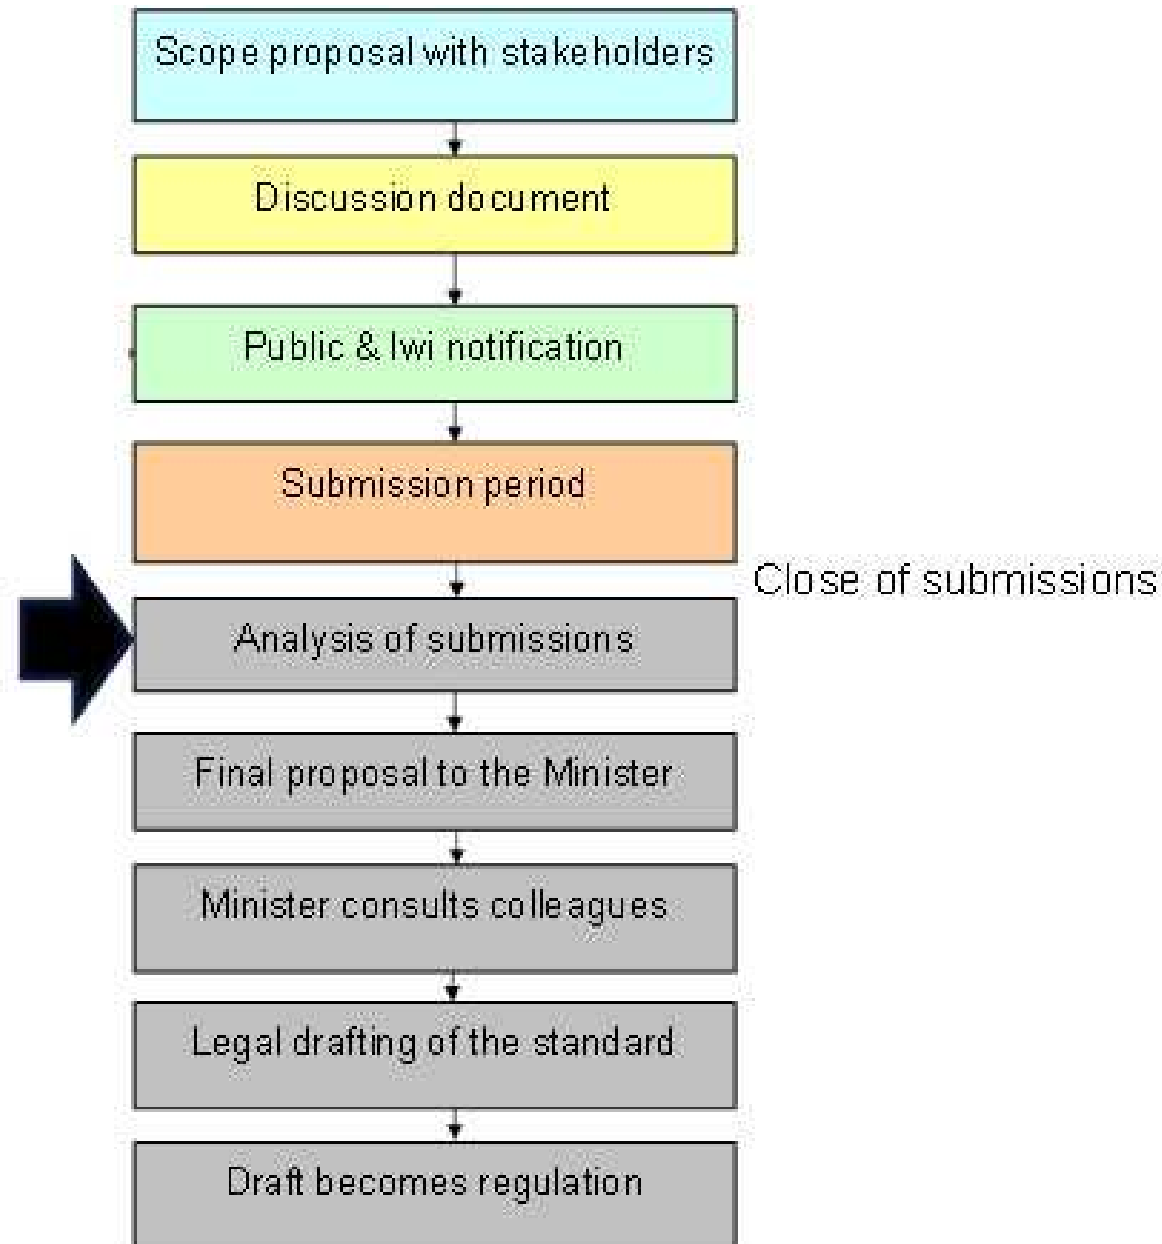 Scope proposal with stakeholders
Discussion document
Public & Iwi notification
Submission period
Close of submissions
Analysis of submissions
Final proposal to the Minister
Minister consults colleagues
Legal drafting of the standard
Draft becomes regulation